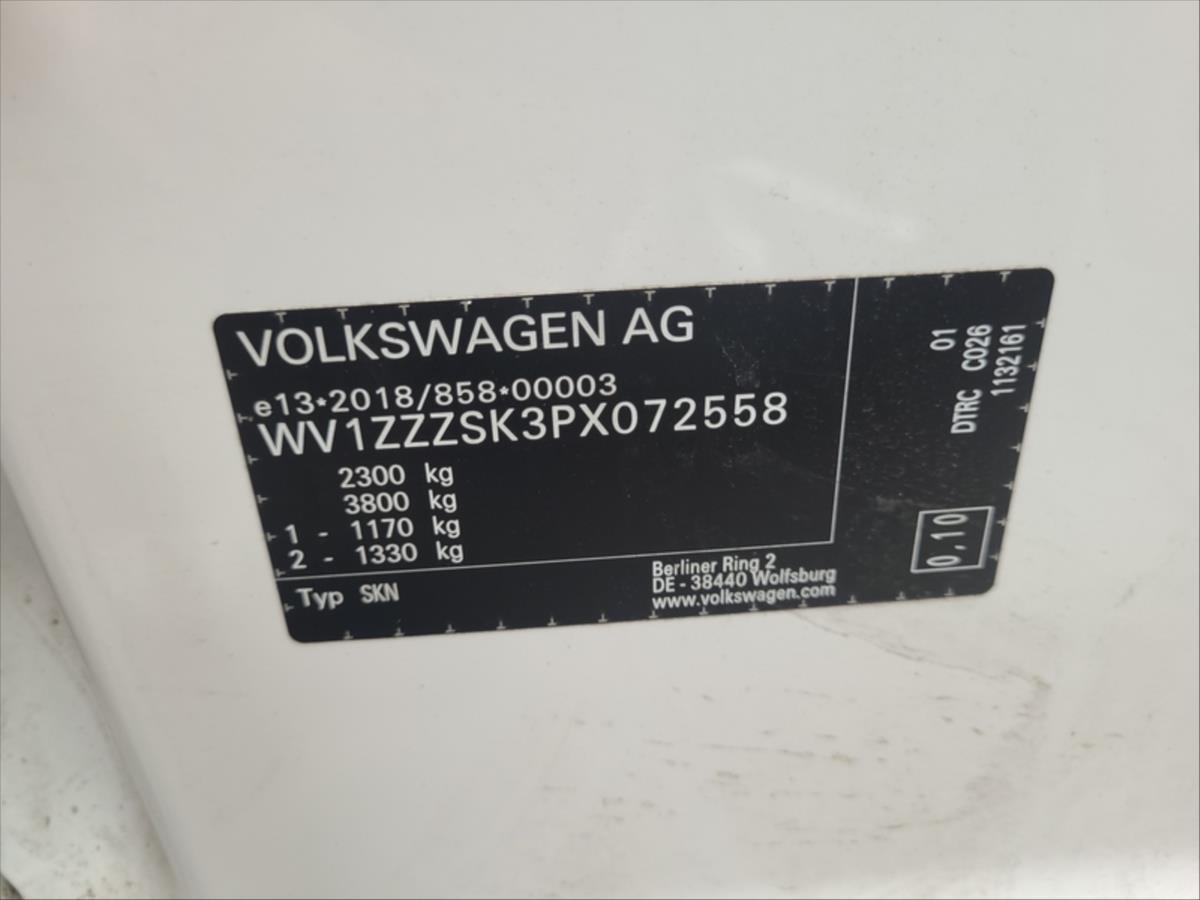 VOLKSWAGEN AG
e13*2018/858*00003
WV1ZZZSK3PX072558
2300 kg
3800 kg
1 - 1170 kg
2 - 1330 kg
Typ SKN
Berliner Ring 2
DE - 38440 Wolfsburg
www.volkswagen.com
01
DTRC C026
1132161
0,10